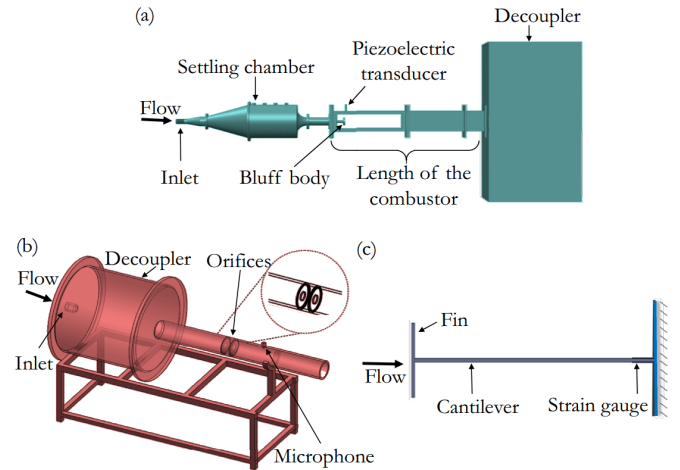 (a)
Decoupler
Piezoelectric
transducer
Settling chamber
Flow
Inlet
Bluff body
Length of the
combustor
(b)
Decoupler
Orifices
Flow
Inlet
Microphone
(c)
Fin
Flow
Cantilever
Strain gauge